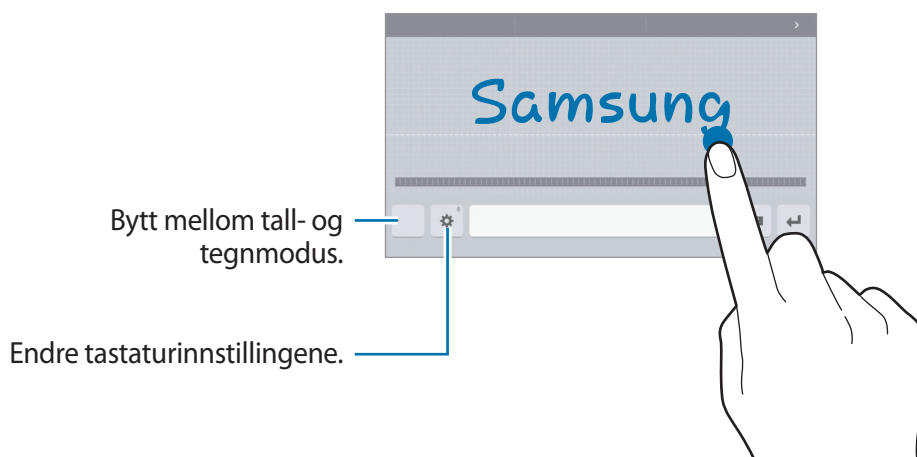 Samsung
Bytt mellom tall- og
tegnmodus.
Endre tastaturinnstillingene.